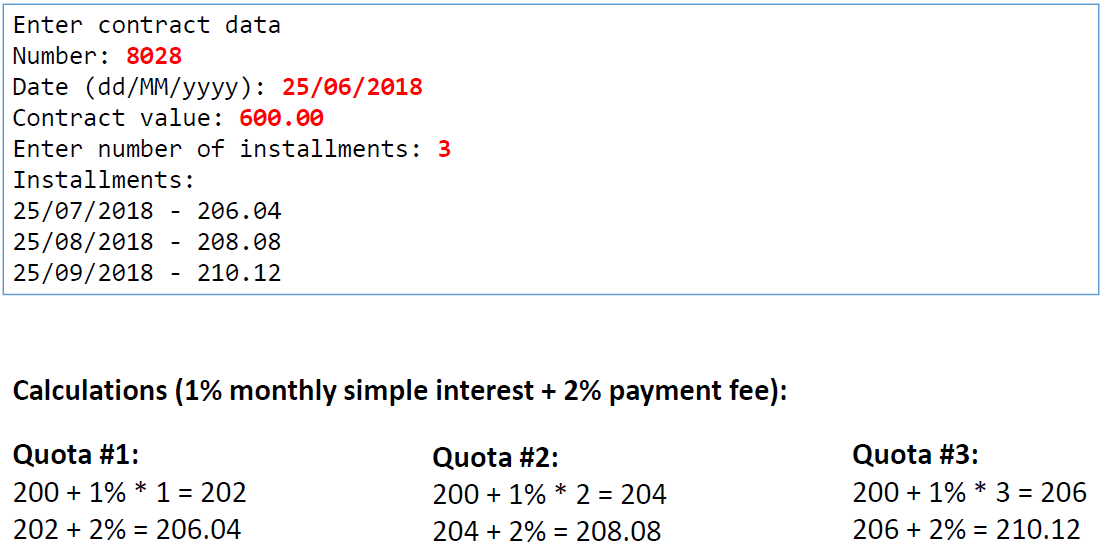 Enter contract data
Number: 8028
Date (dd/MM/yyyy): 25/06/2018
Contract value: 600.00
Enter number of installments: 3
Installments:
25/07/2018 - 206.04
25/08/2018 - 208.08
25/09/2018 - 210.12
Calculations (1% monthly simple interest + 2% payment fee):
Quota #1:
200 + 1% * 1 = 202
202 + 2% = 206.04
Quota #2:
200 + 1% * 2 = 204
204 + 2% = 208.08
Quota #3:
200 + 1% * 3 = 206
206 + 2% = 210.12